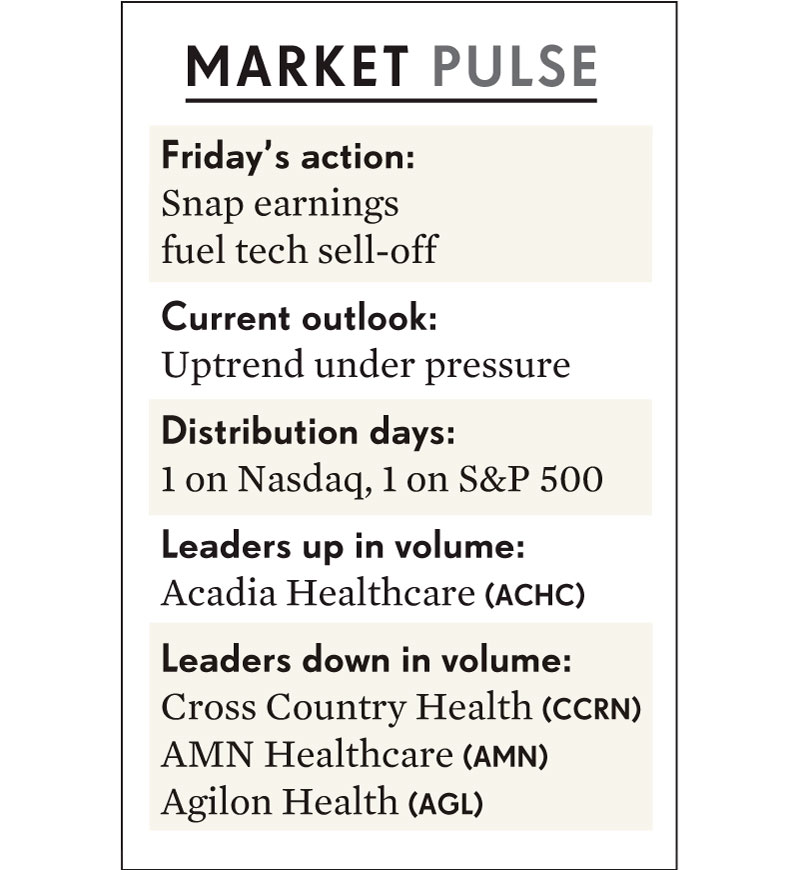 MARKET PULSE
Friday’s action:
Snap earnings
fuel tech sell-off
Current outlook:
Uptrend under pressure
Distribution days:
1 on Nasdaq, 1 on S&P 500
Leaders up in volume:
Acadia Healthcare (ACHC)
Leaders down in volume:
Cross Country Health (CCRN)
AMN Healthcare (AMN)
Agilon Health (AGL)